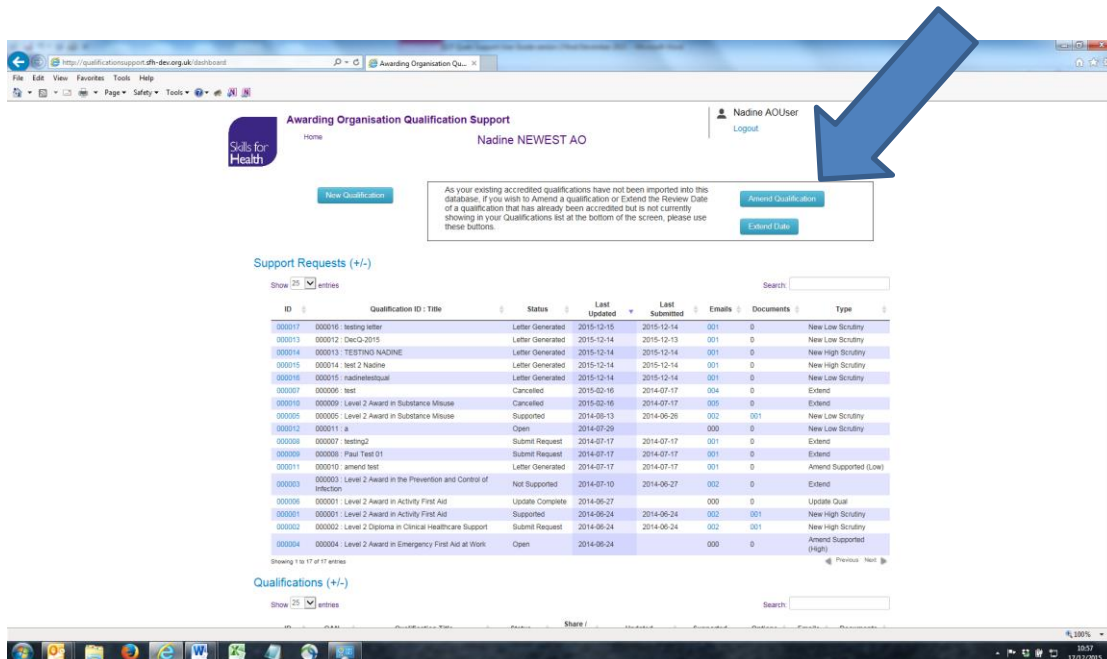 http://qualificationsupport.sfh-dev.org.uk/dashboard
Awarding Organisation Qu...
File Edit View Favorites Tools Help
Page Safety Tools
Awarding Organisation Qualification Support
Home
Nadine NEWEST AO
Nadine AOUser
Logout
Skills for
Health
New Qualification
As your existing accredited qualifications have not been imported into this
database, if you wish to Amend a qualification or Extend the Review Date
of a qualification that has already been accredited but is not currently
showing in your Qualifications list at the bottom of the screen, please use
these buttons.
Amend Qualification
Extend Date
Support Requests (+/-)
Show 25 entries
Search:
ID Qualification ID : Title Status Last Updated Last Submitted Emails Documents Type
000017 000016 : testing letter Letter Generated 2015-12-15 2015-12-14 001 0 New Low Scrutiny
000013 000012 : DecQ-2015 Letter Generated 2015-12-14 2015-12-13 001 0 New Low Scrutiny
000014 000013 : TESTING NADINE Letter Generated 2015-12-14 2015-12-14 001 0 New High Scrutiny
000015 000014 : test 2 Nadine Letter Generated 2015-12-14 2015-12-14 001 0 New High Scrutiny
000016 000015 : nadinetestqual Letter Generated 2015-12-14 2015-12-14 001 0 New Low Scrutiny
000007 000006 : test Cancelled 2015-02-16 2014-07-17 004 0 Extend
000010 000009 : Level 2 Award in Substance Misuse Cancelled 2015-02-16 2014-07-17 005 0 Extend
000005 000005 : Level 2 Award in Substance Misuse Supported 2014-08-13 2014-06-26 002 001 New Low Scrutiny
000012 000011 : a Open 2014-07-29 000 0 New Low Scrutiny
000008 000007 : testing2 Submit Request 2014-07-17 2014-07-17 001 0 Extend
000009 000008 : Paul Test 01 Submit Request 2014-07-17 2014-07-17 001 0 Extend
000011 000010 : amend test Letter Generated 2014-07-17 2014-07-17 001 0 Amend Supported (Low)
000003 000003 : Level 2 Award in the Prevention and Control of Infection Not Supported 2014-07-10 2014-06-27 002 0 Extend
000006 000001 : Level 2 Award in Activity First Aid Update Complete 2014-06-27 000 0 Update Qual
000001 000001 : Level 2 Award in Activity First Aid Supported 2014-06-24 2014-06-24 002 001 New High Scrutiny
000002 000002 : Level 2 Diploma in Clinical Healthcare Support Submit Request 2014-06-24 2014-06-24 002 001 New High Scrutiny
000004 000004 : Level 2 Award in Emergency First Aid at Work Open 2014-06-24 000 0 Amend Supported (High)
Showing 1 to 17 of 17 entries
Previous Next
Qualifications (+/-)
Show 25 entries
Search:
Share /
100%
10:57
17/12/2015